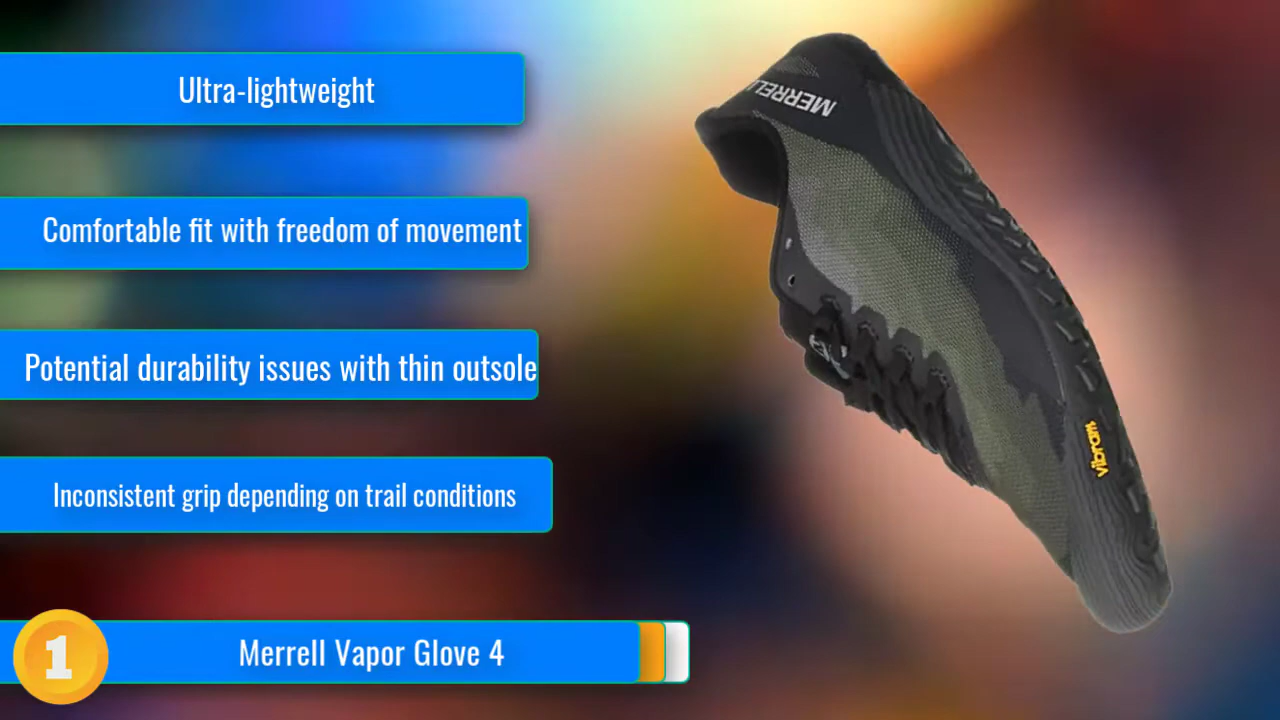 Ultra-lightweight
MERRELL
Comfortable fit with freedom of movement
Potential durability issues with thin outsole
vibram
Inconsistent grip depending on trail conditions
1
Merrell Vapor Glove 4